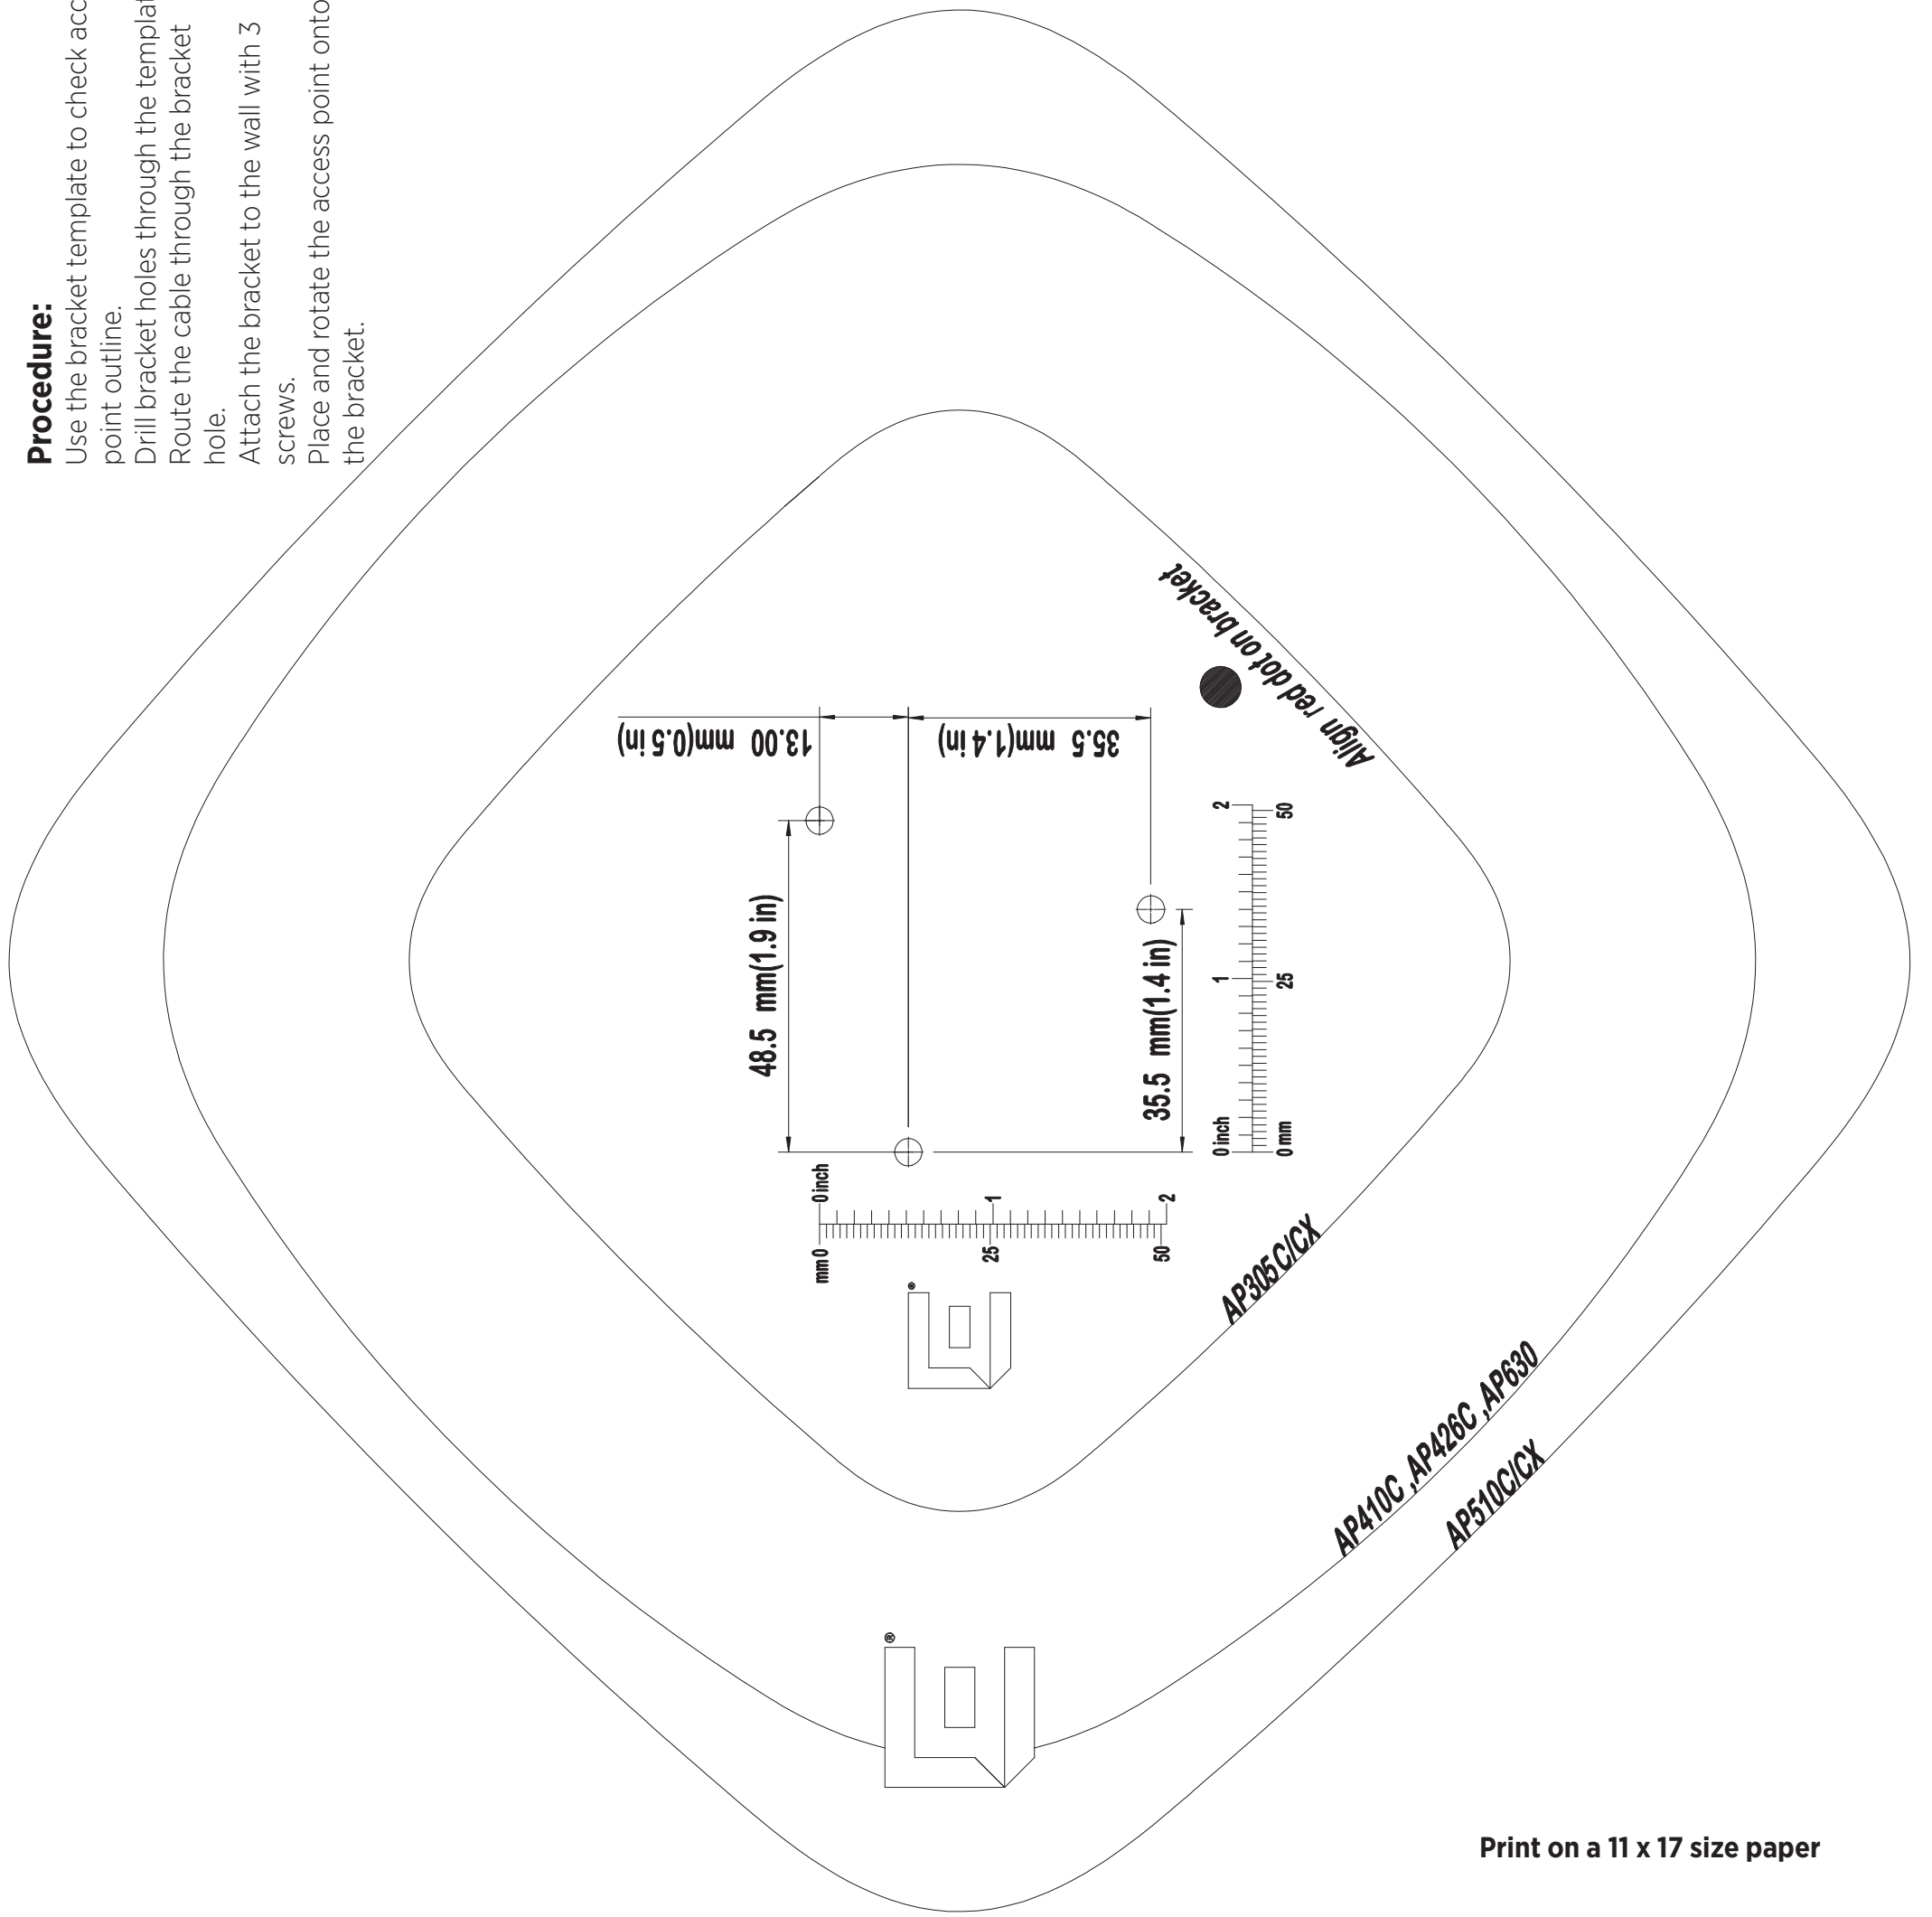 Procedure:
Use the bracket template to check acc
point outline.
Drill bracket holes through the templat
Route the cable through the bracket
hole.
Attach the bracket to the wall with 3
screws.
Place and rotate the access point onto
the bracket.
Align red dot on bracket
13.00 mm(0.5 in)
35.5 mm(1.4 in)
48.5 mm(1.9 in)
35.5 mm(1.4 in)
0 inch 1 2
0 mm 25 50
0 inch 1 2
mm 0 25 50
®
AP305C/CX
AP410C ,AP426C ,AP630
AP510C/CX
®
Print on a 11 x 17 size paper